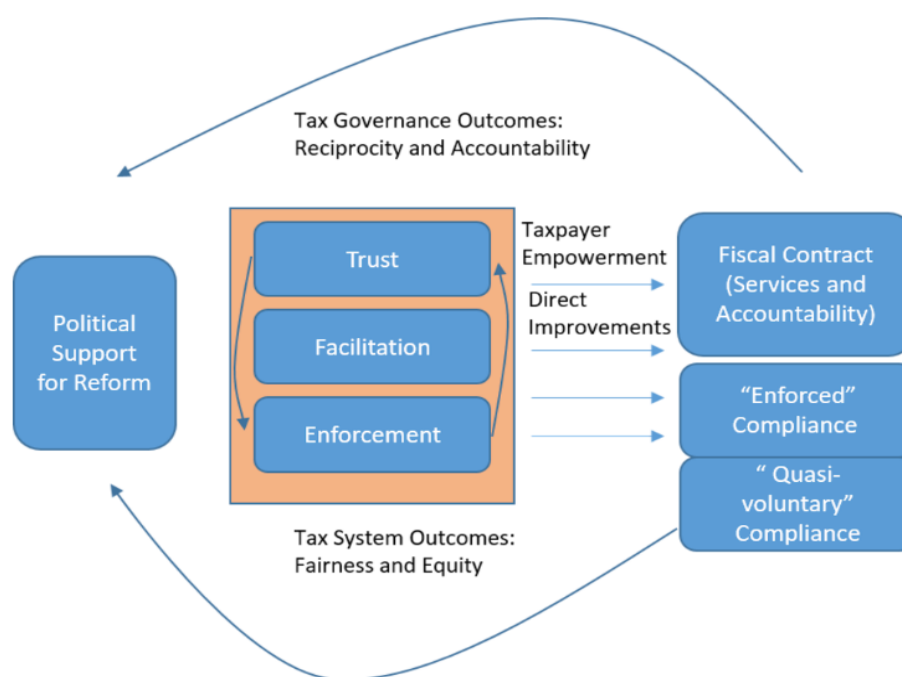 Tax Governance Outcomes:
Reciprocity and Accountability
Political
Support
for Reform
Trust
Facilitation
Enforcement
Taxpayer
Empowerment
Direct
Improvements
Fiscal Contract
(Services and
Accountability)
“Enforced”
Compliance
“ Quasi-
voluntary”
Compliance
Tax System Outcomes:
Fairness and Equity